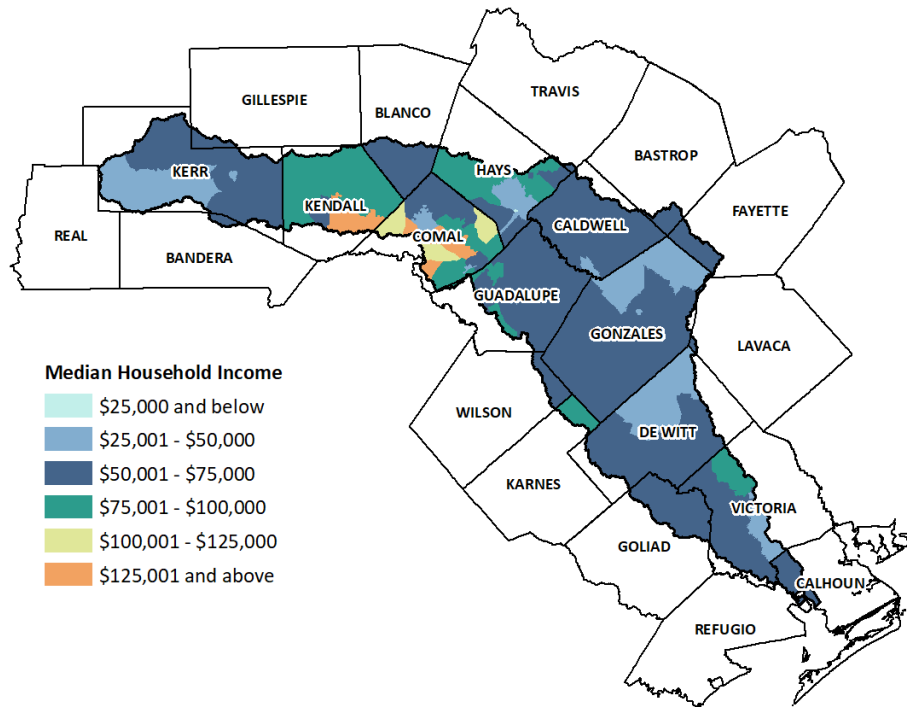 GILLESPIE
TRAVIS
BLANCO
BASTROP
KERR
HAYS
KENDALL
FAYETTE
REAL
COMAL
CALDWELL
BANDERA
GUADALUPE
GONZALES
LAVACA
Median Household Income
$25,000 and below
$25,001 - $50,000
$50,001 - $75,000
$75,001 - $100,000
$100,001 - $125,000
$125,001 and above
WILSON
DE WITT
KARNES
VICTORIA
GOLIAD
CALHOUN
REFUGIO